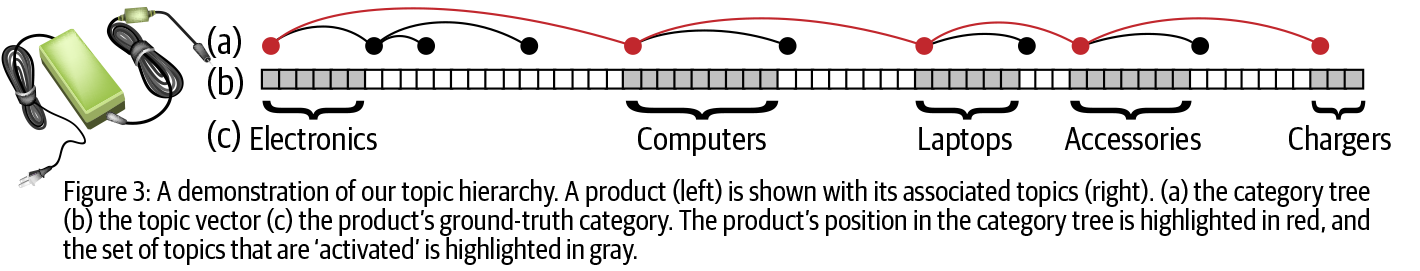 (a)
(b)
(c) Electronics Computers Laptops Accessories Chargers
Figure 3: A demonstration of our topic hierarchy. A product (left) is shown with its associated topics (right). (a) the category tree
(b) the topic vector (c) the product's ground-truth category. The product's position in the category tree is highlighted in red, and
the set of topics that are ‘activated’ is highlighted in gray.